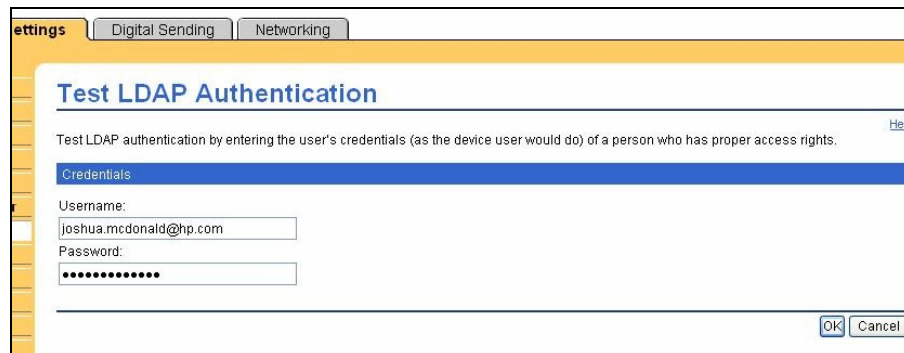 ettings Digital Sending Networking
Test LDAP Authentication
He
Test LDAP authentication by entering the user's credentials (as the device user would do) of a person who has proper access rights.
Credentials
r
Username:
joshua.mcdonald@hp.com
Password:
•••••••••••••
OK Cancel